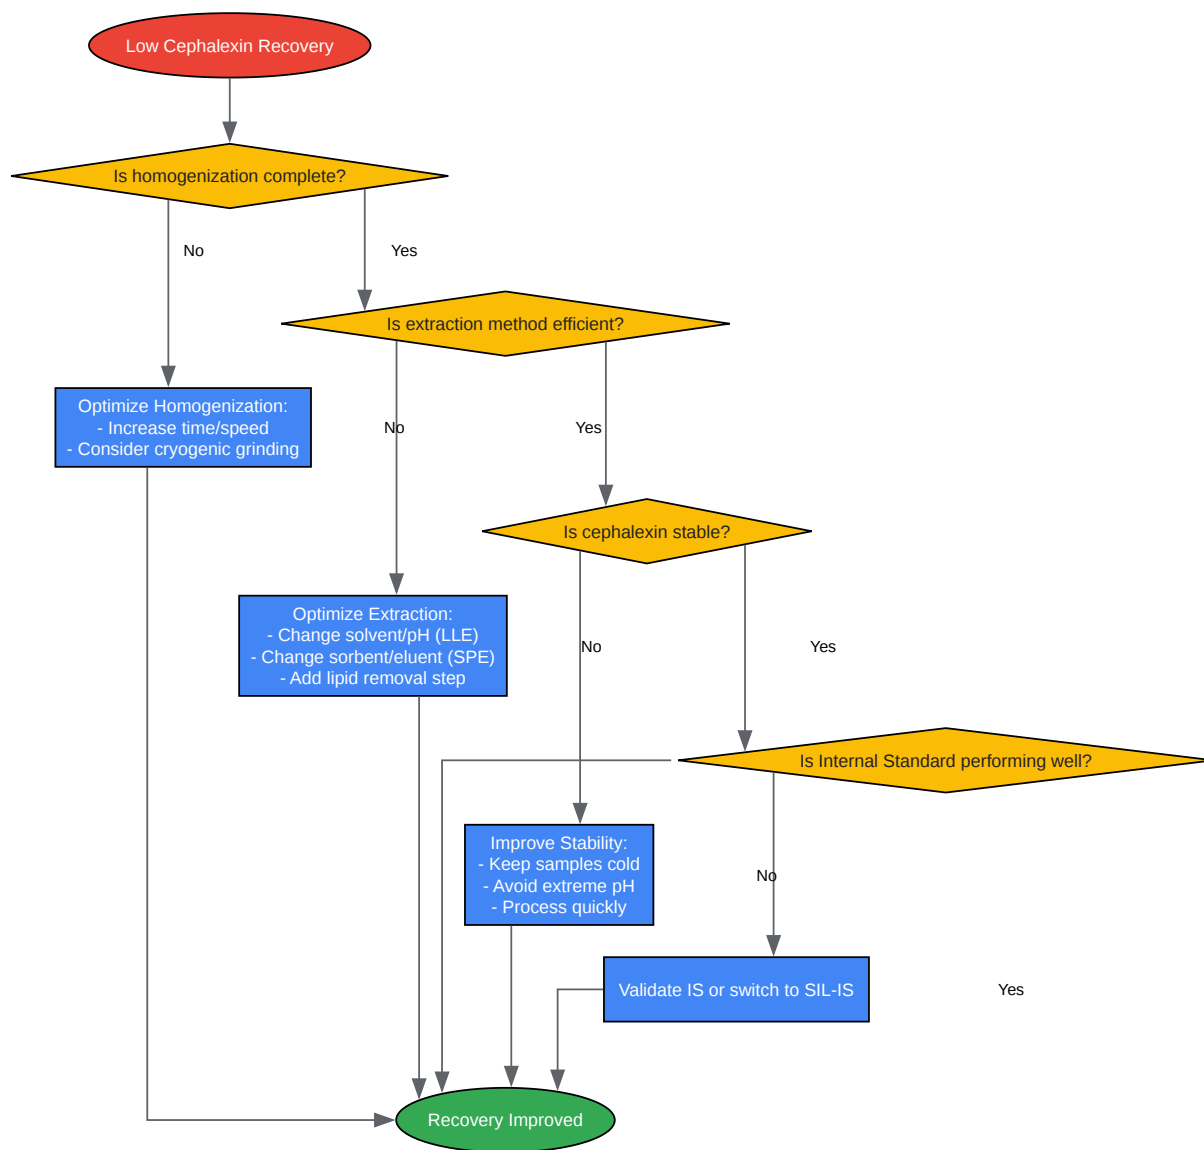 Low Cephalexin Recovery
Is homogenization complete?
No
Yes
Is extraction method efficient?
Optimize Homogenization:
- Increase time/speed
- Consider cryogenic grinding
No
Yes
Is cephalexin stable?
Optimize Extraction:
- Change solvent/pH (LLE)
- Change sorbent/eluent (SPE)
- Add lipid removal step
No
Yes
Is Internal Standard performing well?
Improve Stability:
- Keep samples cold
- Avoid extreme pH
- Process quickly
No
Validate IS or switch to SIL-IS
Yes
Recovery Improved